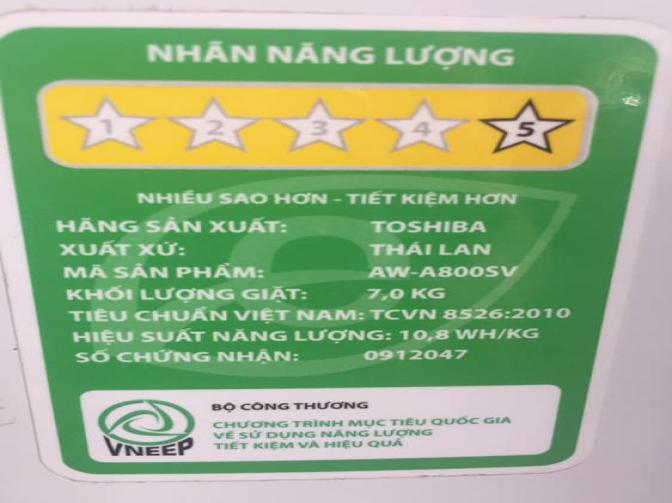 NHÃN NĂNG LƯỢNG
1 2 3 4 5
NHIỀU SAO HƠN - TIẾT KIỆM HƠN
HÃNG SẢN XUẤT: TOSHIBA
XUẤT XỨ: THÁI LAN
MÃ SẢN PHẨM: AW-A800SV
KHỐI LƯỢNG GIẶT: 7,0 KG
TIÊU CHUẨN VIỆT NAM: TCVN 8526:2010
HIỆU SUẤT NĂNG LƯỢNG: 10,8 WH/KG
SỐ CHỨNG NHẬN: 0912047
BỘ CÔNG THƯƠNG
CHƯƠNG TRÌNH MỤC TIÊU QUỐC GIA
VỀ SỬ DỤNG NĂNG LƯỢNG
TIẾT KIỆM VÀ HIỆU QUẢ
VNEEP